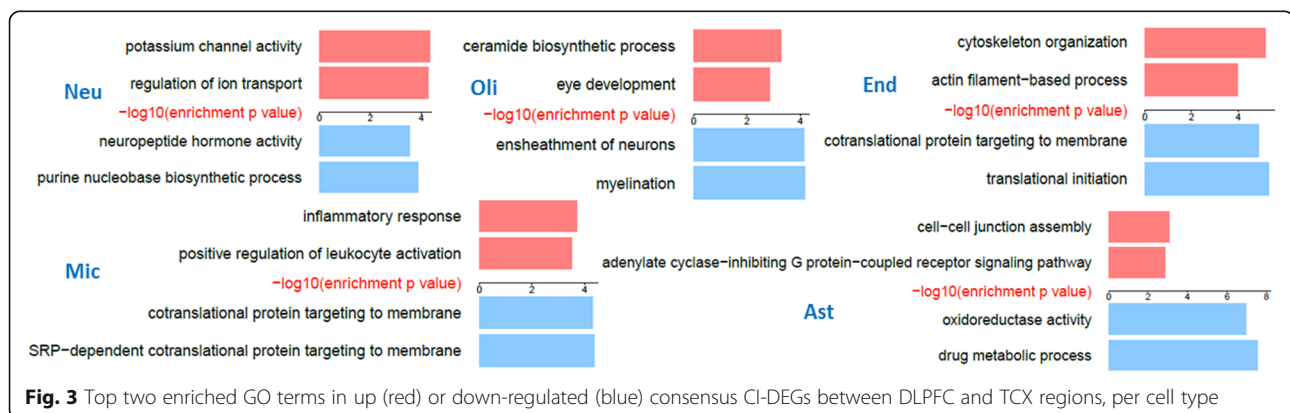 potassium channel activity
regulation of ion transport
Neu
−log10(enrichment p value)
0 2 4
neuropeptide hormone activity
purine nucleobase biosynthetic process
ceramide biosynthetic process
eye development
Oli
−log10(enrichment p value)
0 2 4
ensheathment of neurons
myelination
cytoskeleton organization
actin filament−based process
End
−log10(enrichment p value)
0 2 4
cotranslational protein targeting to membrane
translational initiation
inflammatory response
positive regulation of leukocyte activation
Mic
−log10(enrichment p value)
0 2 4
cotranslational protein targeting to membrane
SRP−dependent cotranslational protein targeting to membrane
cell−cell junction assembly
adenylate cyclase−inhibiting G protein−coupled receptor signaling pathway
−log10(enrichment p value)
0 2 4 6 8
Ast
oxidoreductase activity
drug metabolic process
Fig. 3 Top two enriched GO terms in up (red) or down-regulated (blue) consensus CI-DEGs between DLPFC and TCX regions, per cell type